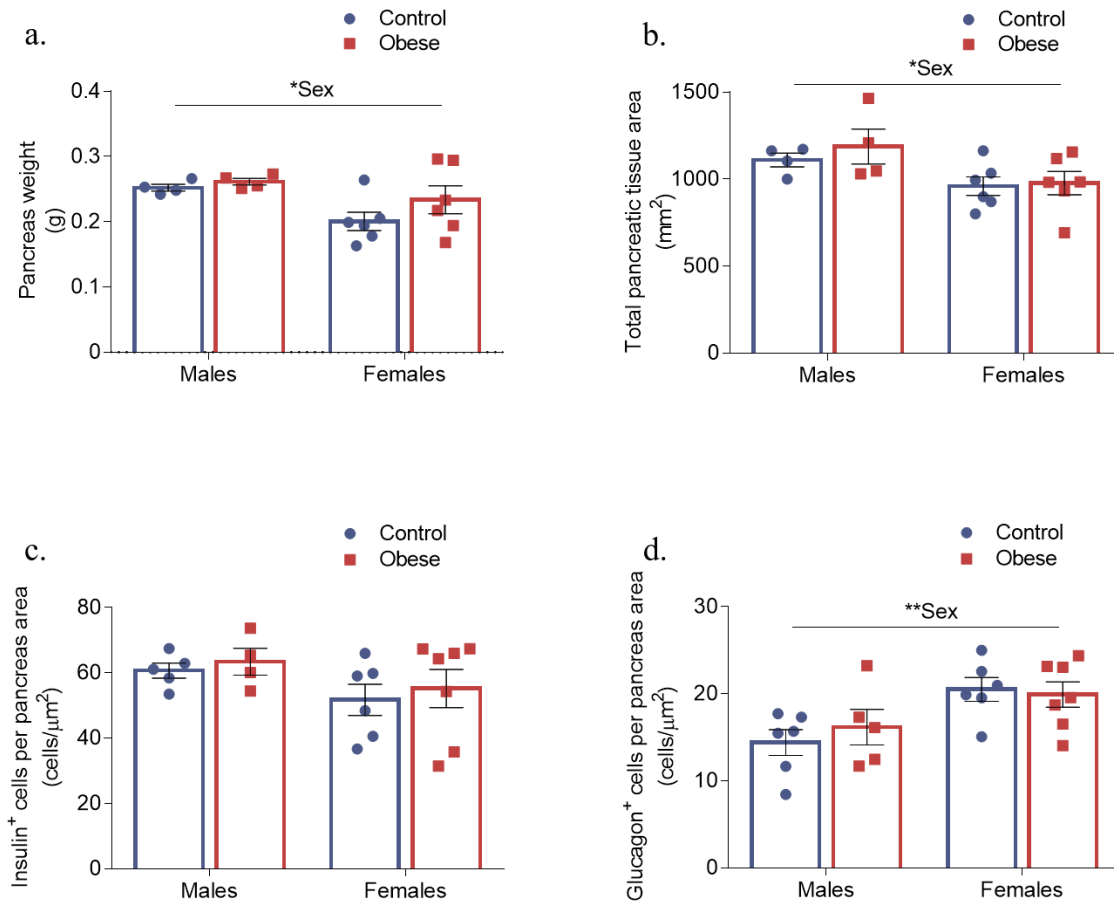 a.
Control
Obese
*Sex
Pancreas weight
(g)
0.4
0.3
0.2
0.1
0
Males
Females
b.
Control
Obese
*Sex
Total pancreatic tissue area
(mm²)
1500
1000
500
0
Males
Females
c.
Control
Obese
Insulin⁺ cells per pancreas area
(cells/μm²)
80
60
40
20
0
Males
Females
d.
Control
Obese
**Sex
Glucagon⁺ cells per pancreas area
(cells/μm²)
30
20
10
0
Males
Females